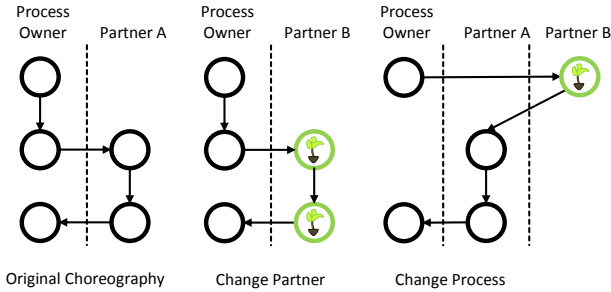 Process
Owner
Partner A
Process
Owner
Partner B
Process
Owner
Partner A
Partner B
Original Choreography
Change Partner
Change Process